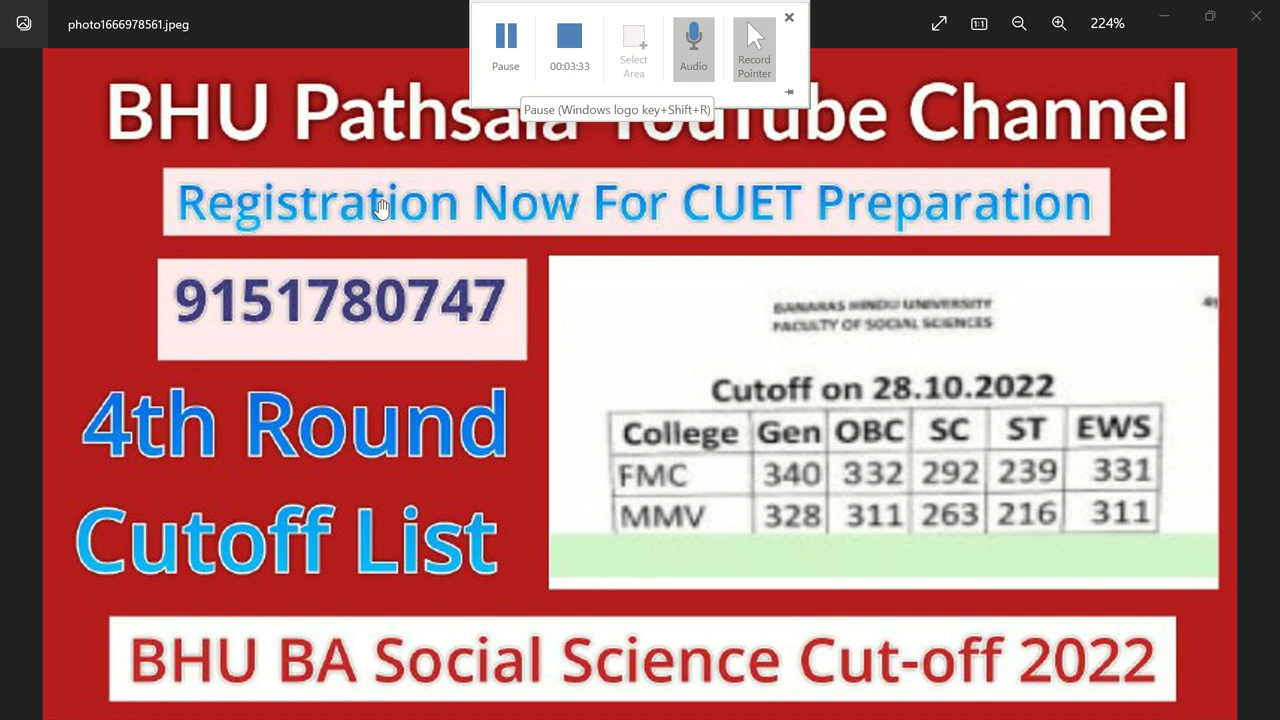 photo1666978561.jpeg
224%
Pause
00:03:33
Select Area
Audio
Record Pointer
Pause (Windows logo key+Shift+R)
BHU Pathsala YouTube Channel
Registration Now For CUET Preparation
9151780747
4th Round
Cutoff List
BANARAS HINDU UNIVERSITY
FACULTY OF SOCIAL SCIENCES
Cutoff on 28.10.2022
College Gen OBC SC ST EWS
FMC 340 332 292 239 331
MMV 328 311 263 216 311
BHU BA Social Science Cut-off 2022